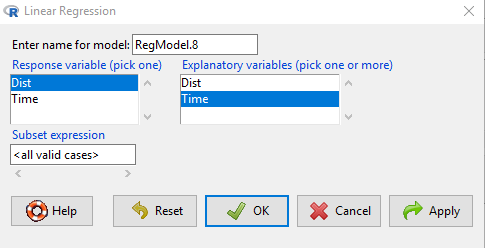 Linear Regression
Enter name for model: RegModel.8
Response variable (pick one)
Dist
Time
Explanatory variables (pick one or more)
Dist
Time
Subset expression
<all valid cases>
Help
Reset
OK
Cancel
Apply